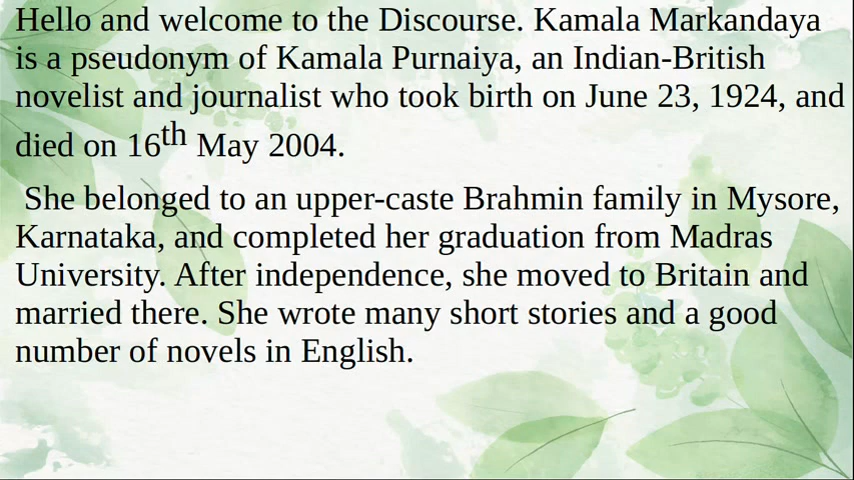 Hello and welcome to the Discourse. Kamala Markandaya
is a pseudonym of Kamala Purnaiya, an Indian-British
novelist and journalist who took birth on June 23, 1924, and
died on 16th May 2004.
She belonged to an upper-caste Brahmin family in Mysore,
Karnataka, and completed her graduation from Madras
University. After independence, she moved to Britain and
married there. She wrote many short stories and a good
number of novels in English.